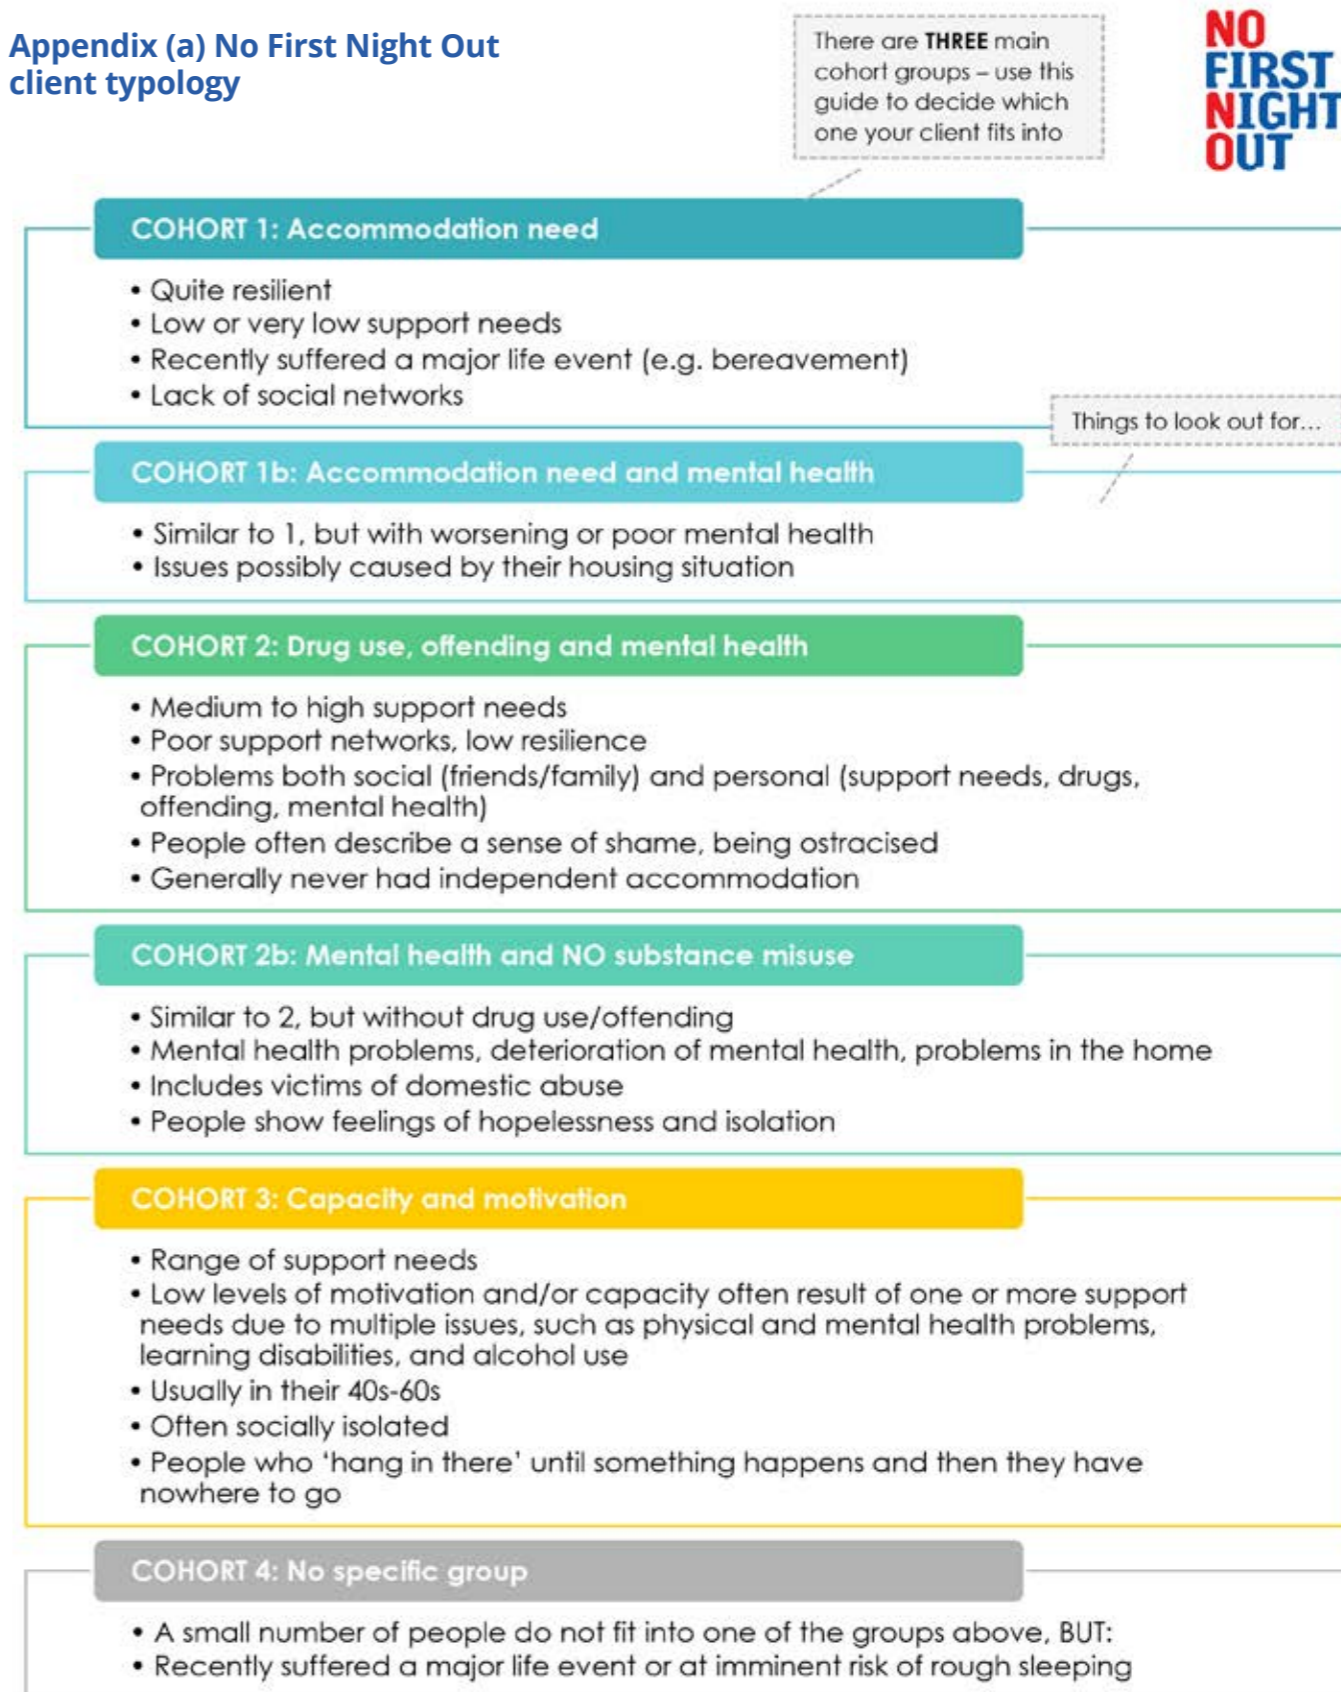 Appendix (a) No First Night Out
client typology
There are THREE main
cohort groups – use this
guide to decide which
one your client fits into
NO
FIRST
NIGHT
OUT
COHORT 1: Accommodation need
• Quite resilient
• Low or very low support needs
• Recently suffered a major life event (e.g. bereavement)
• Lack of social networks
Things to look out for...
COHORT 1b: Accommodation need and mental health
• Similar to 1, but with worsening or poor mental health
• Issues possibly caused by their housing situation
COHORT 2: Drug use, offending and mental health
• Medium to high support needs
• Poor support networks, low resilience
• Problems both social (friends/family) and personal (support needs, drugs,
offending, mental health)
• People often describe a sense of shame, being ostracised
• Generally never had independent accommodation
COHORT 2b: Mental health and NO substance misuse
• Similar to 2, but without drug use/offending
• Mental health problems, deterioration of mental health, problems in the home
• Includes victims of domestic abuse
• People show feelings of hopelessness and isolation
COHORT 3: Capacity and motivation
• Range of support needs
• Low levels of motivation and/or capacity often result of one or more support
needs due to multiple issues, such as physical and mental health problems,
learning disabilities, and alcohol use
• Usually in their 40s-60s
• Often socially isolated
• People who ‘hang in there’ until something happens and then they have
nowhere to go
COHORT 4: No specific group
• A small number of people do not fit into one of the groups above, BUT:
• Recently suffered a major life event or at imminent risk of rough sleeping